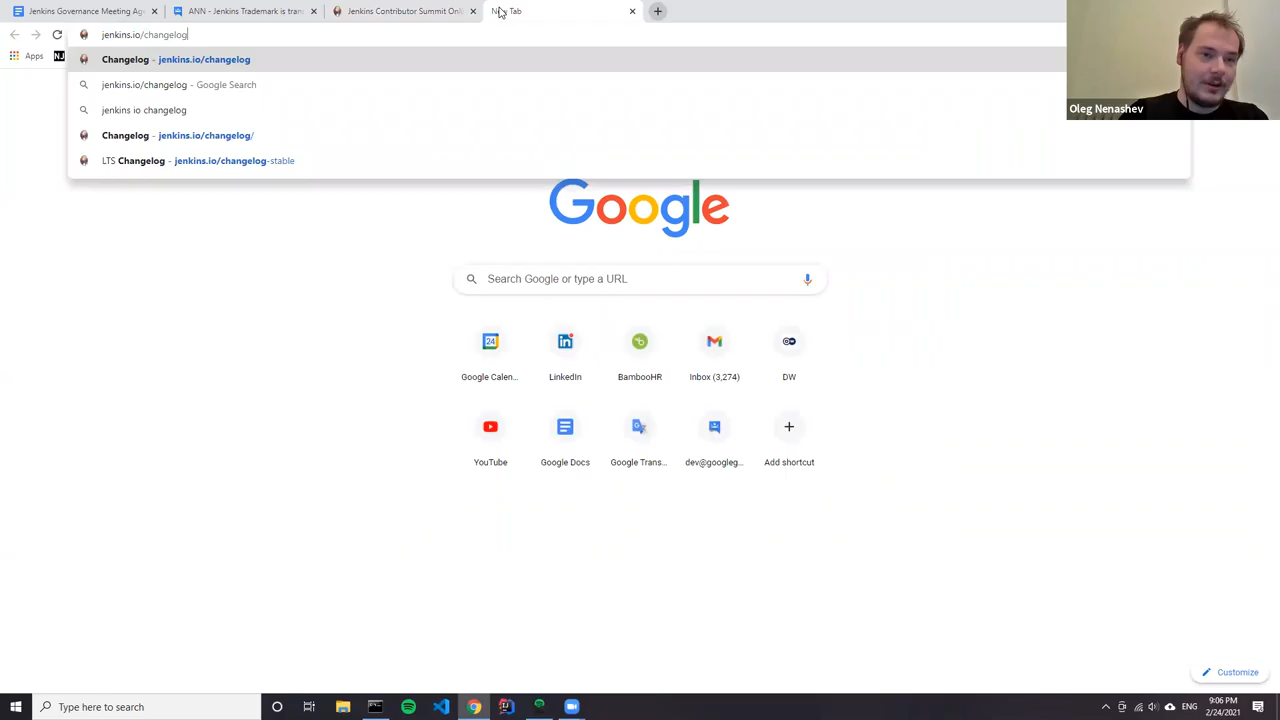 Jenkins Governance Meeting Ag
ANN - Jenkins Trademark is tran
Jenkins Contributor Summit Onl
New Tab
jenkins.io/changelog
Apps
Changelog - jenkins.io/changelog
jenkins.io/changelog - Google Search
jenkins io changelog
Changelog - jenkins.io/changelog/
LTS Changelog - jenkins.io/changelog-stable
Oleg Nenashev
Google
Search Google or type a URL
24
Google Calen...
LinkedIn
BambooHR
Inbox (3,274)
DW
YouTube
Google Docs
Google Trans...
dev@googleg...
Add shortcut
Customize
Type here to search
ENG
9:06 PM
2/24/2021